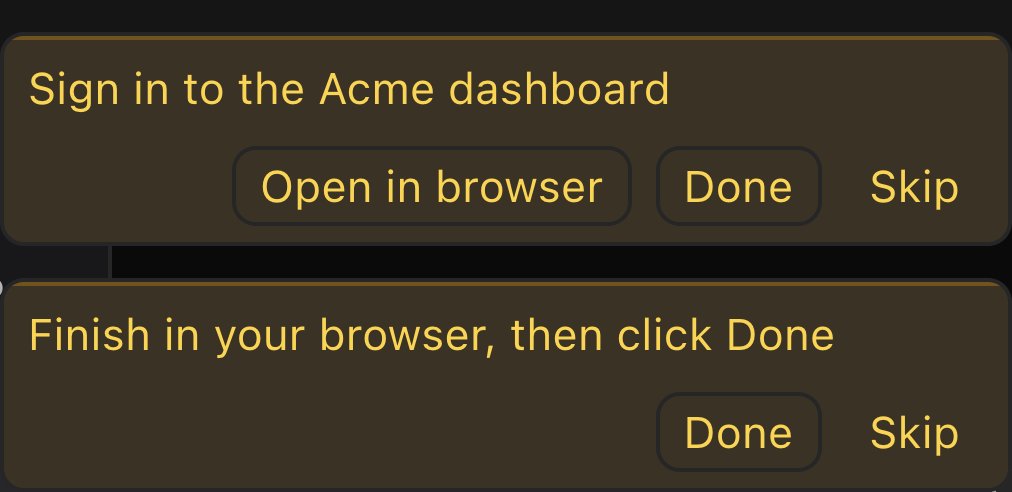 Sign in to the Acme dashboard
Open in browser Done Skip
Finish in your browser, then click Done
Done Skip